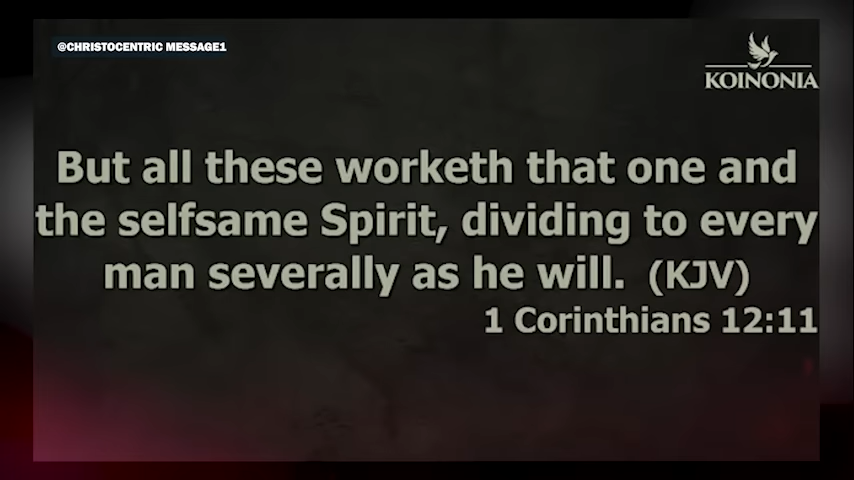 @CHRISTOCENTRIC MESSAGE1
KOINONIA
But all these worketh that one and
the selfsame Spirit, dividing to every
man severally as he will. (KJV)
1 Corinthians 12:11